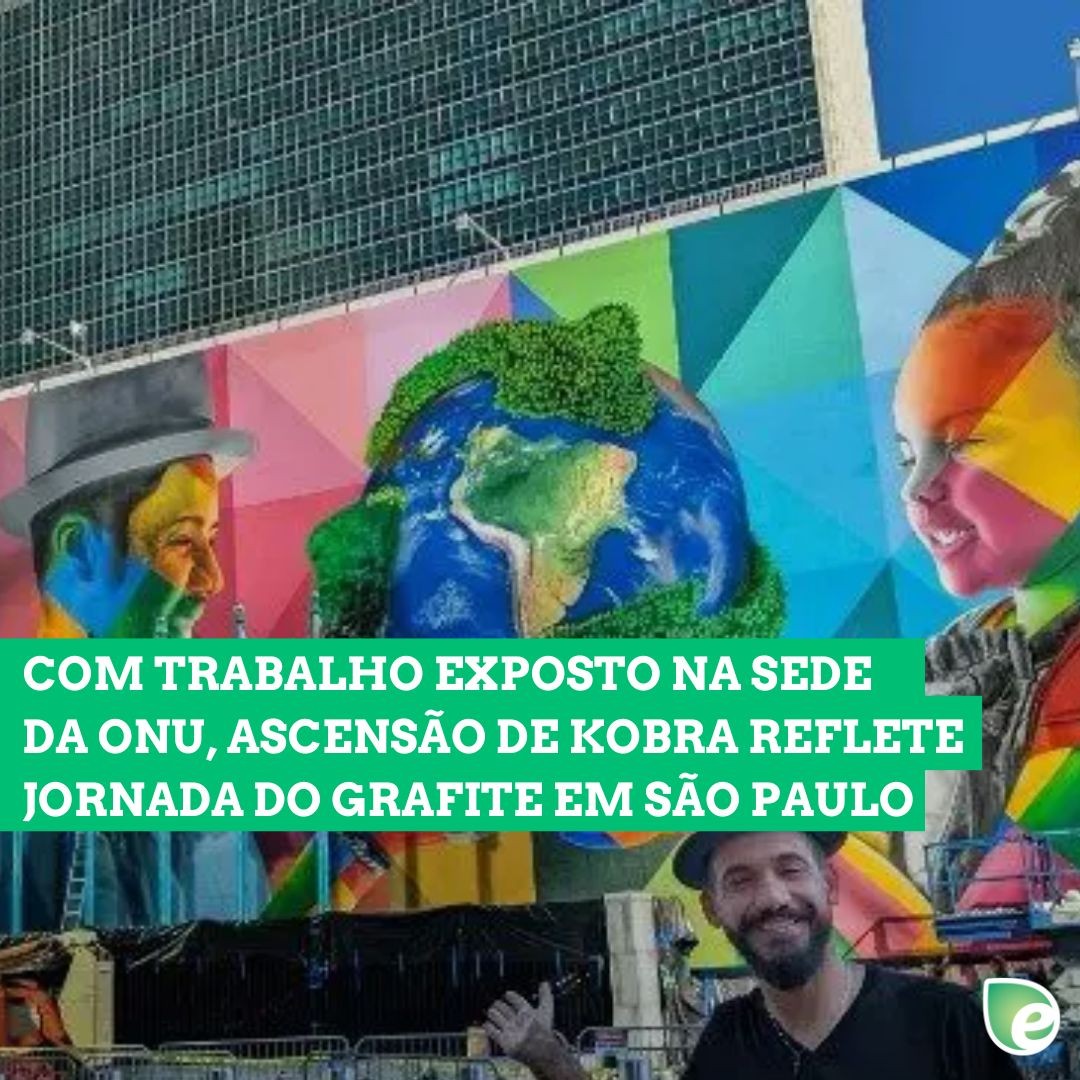 COM TRABALHO EXPOSTO NA SEDE
DA ONU, ASCENSÃO DE KOBRA REFLETE
JORNADA DO GRAFITE EM SÃO PAULO
e